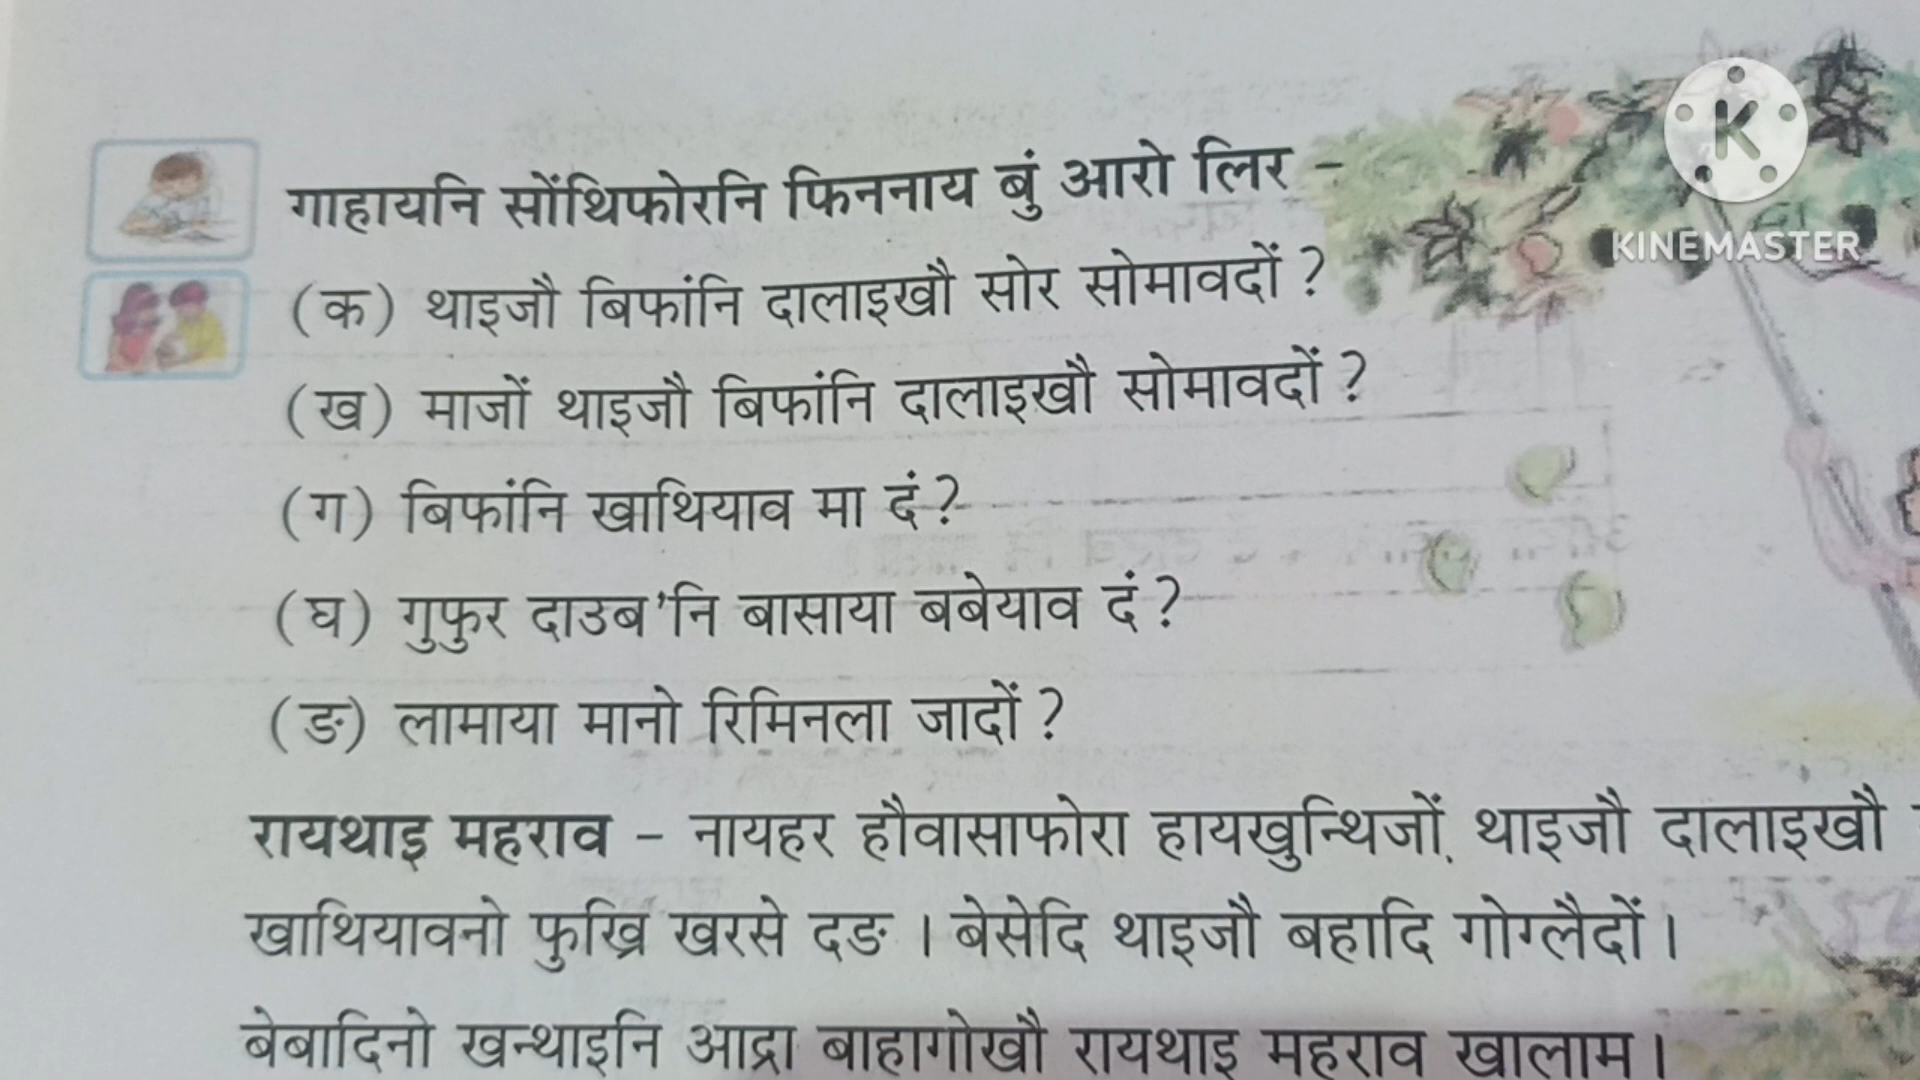 K
KINEMASTER
गाहायनि सोंथिफोरनि फिननाय बुं आरो लिर –
(क) थाइजौ बिफांनि दालाइखौ सोर सोमावदों ?
(ख) माजों थाइजौ बिफांनि दालाइखौ सोमावदों ?
(ग) बिफांनि खाथियाव मा दं ?
(घ) गुफुर दाउब'नि बासाया बबेयाव दं ?
(ङ) लामाया मानो रिमिनला जादों ?
रायथाइ महराव – नायहर हौवासाफोरा हायखुन्थिजों थाइजौ दालाइखौ
खाथियावनो फुख्रि खरसे दङ । बेसेदि थाइजौ बहादि गोग्लैदों ।
बेबादिनो खन्थाइनि आद्रा बाहागोखौ रायथाइ महराव खालाम ।